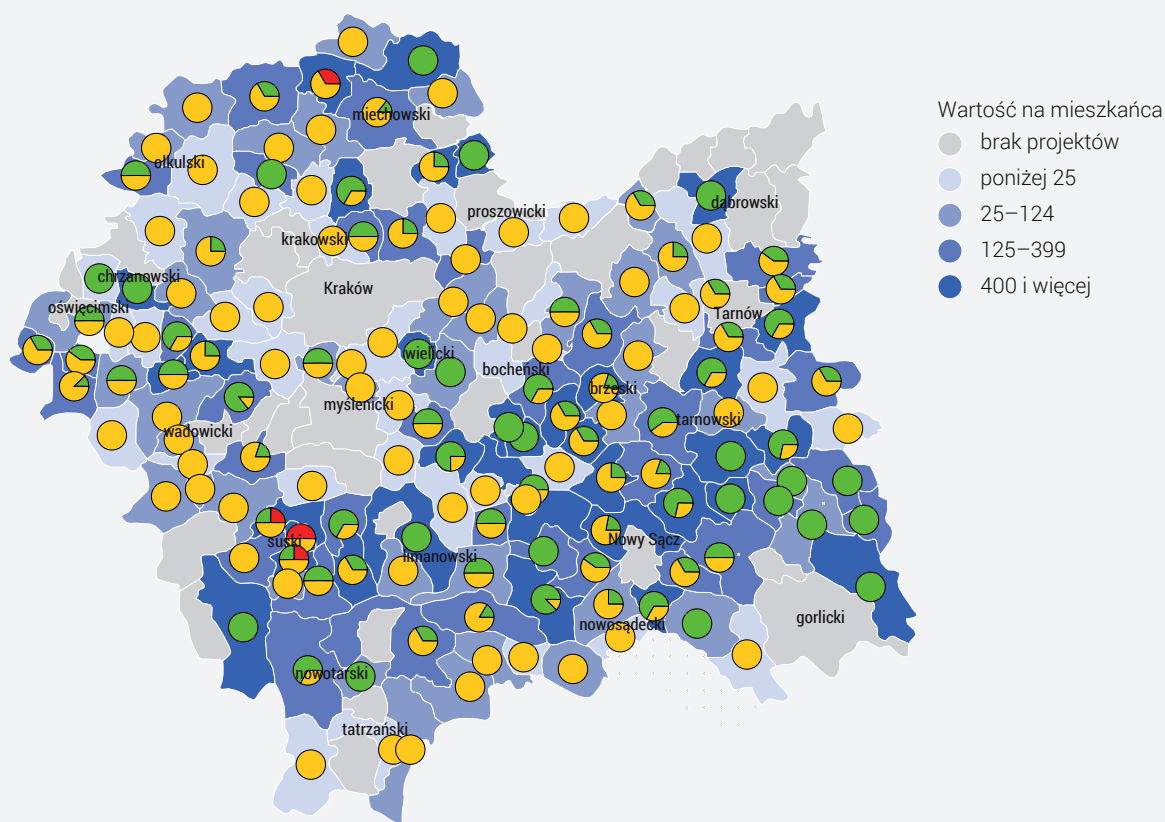 Wartość na mieszkańca
brak projektów
poniżej 25
25–124
125–399
400 i więcej
miechowski
olkulski
dąbrowski
proszowicki
krakowski
chrzanowski
Kraków
oświęcimski
Tarnów
wielicki
bocheński
brzeski
myślenicki
tarnowski
wadowicki
suski
Nowy Sącz
limanowski
gorlicki
nowosądecki
nowotarski
tatrzański